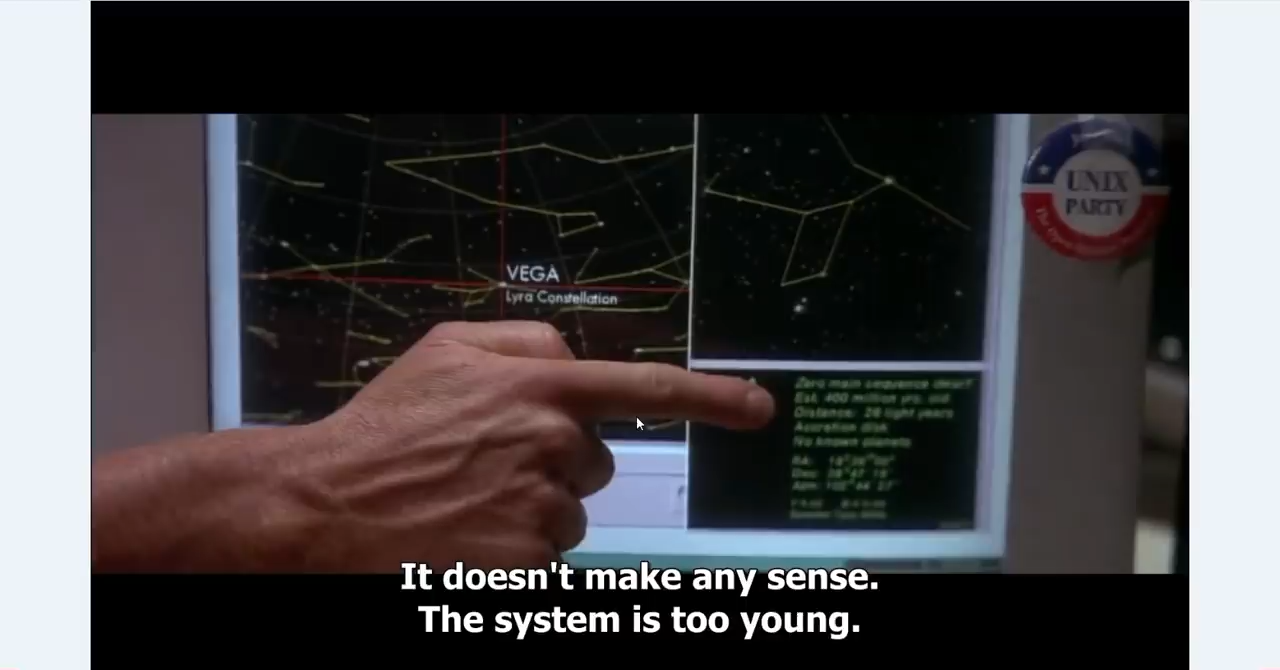 UNIX
PARTY
VEGA
Lyra Constellation
Zero main sequence dwarf
Est. 400 million yrs. old
Distance: 26 light years
Accretion disk
No known planets
It doesn't make any sense.
The system is too young.